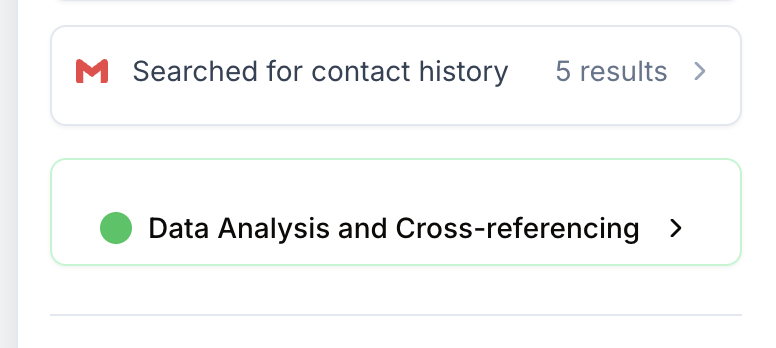 Searched for contact history 5 results
Data Analysis and Cross-referencing